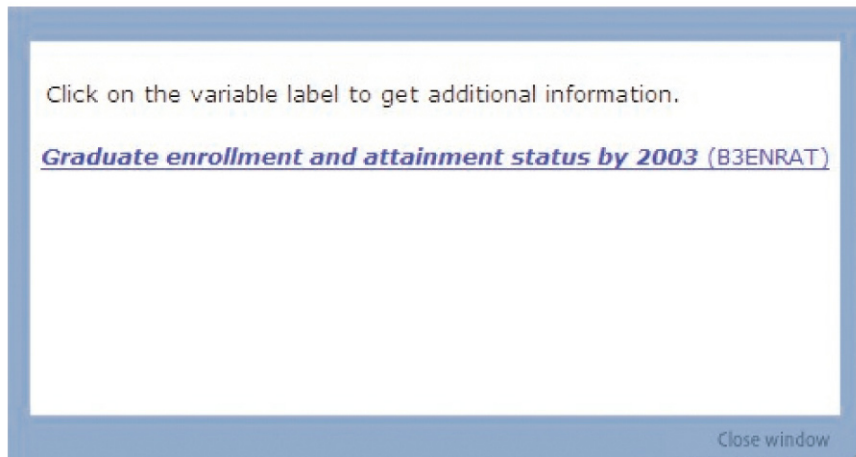 Click on the variable label to get additional information.
Graduate enrollment and attainment status by 2003 (B3ENRAT)
Close window